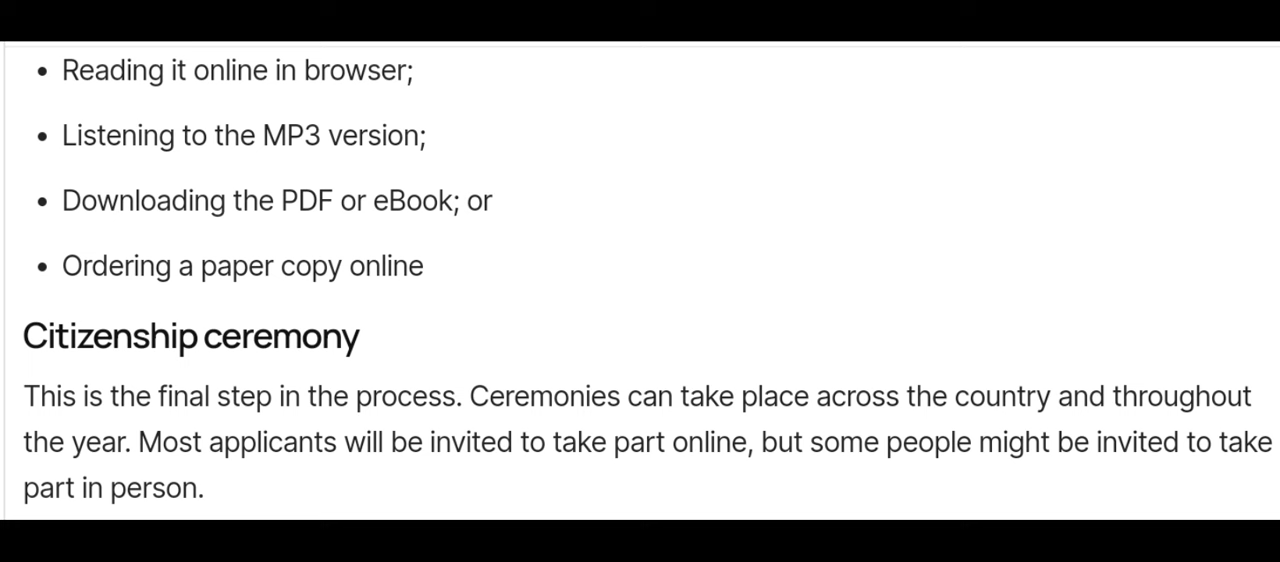 • Reading it online in browser;
• Listening to the MP3 version;
• Downloading the PDF or eBook; or
• Ordering a paper copy online
Citizenship ceremony
This is the final step in the process. Ceremonies can take place across the country and throughout
the year. Most applicants will be invited to take part online, but some people might be invited to take
part in person.